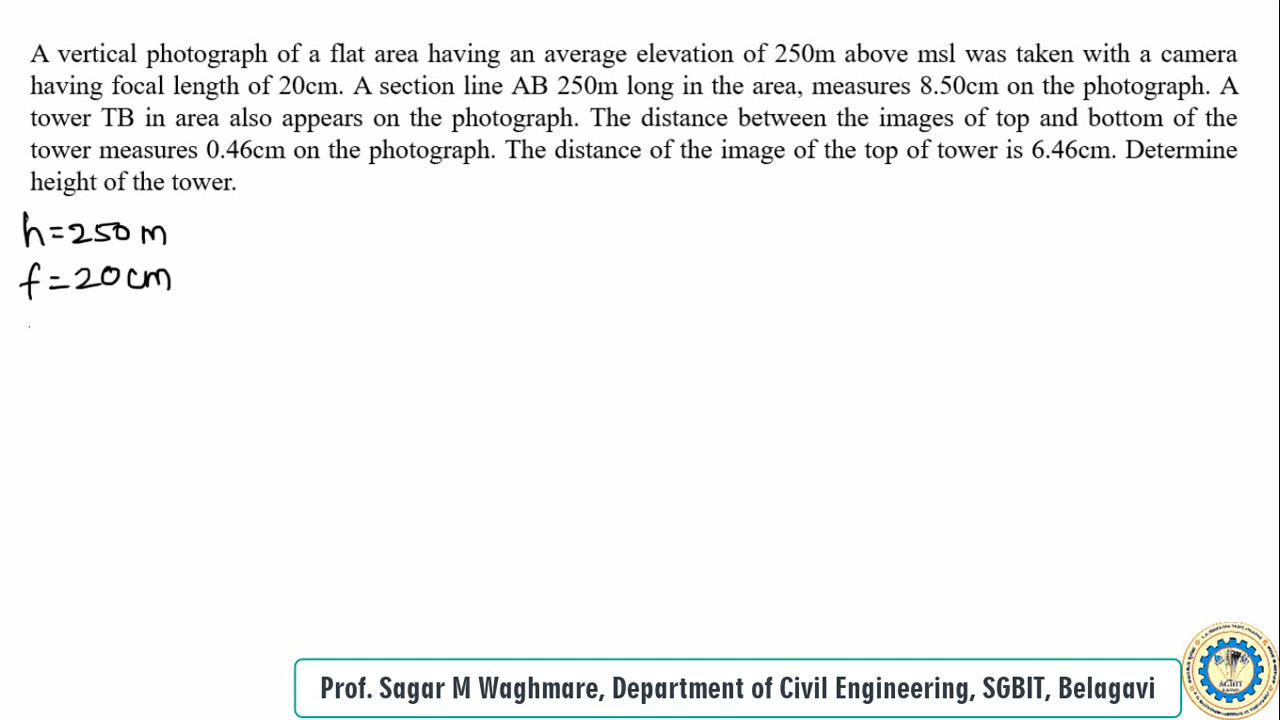 A vertical photograph of a flat area having an average elevation of 250m above msl was taken with a camera
having focal length of 20cm. A section line AB 250m long in the area, measures 8.50cm on the photograph. A
tower TB in area also appears on the photograph. The distance between the images of top and bottom of the
tower measures 0.46cm on the photograph. The distance of the image of the top of tower is 6.46cm. Determine
height of the tower.
h=250 m
f=20cm
Prof. Sagar M Waghmare, Department of Civil Engineering, SGBIT, Belagavi
SGBIT